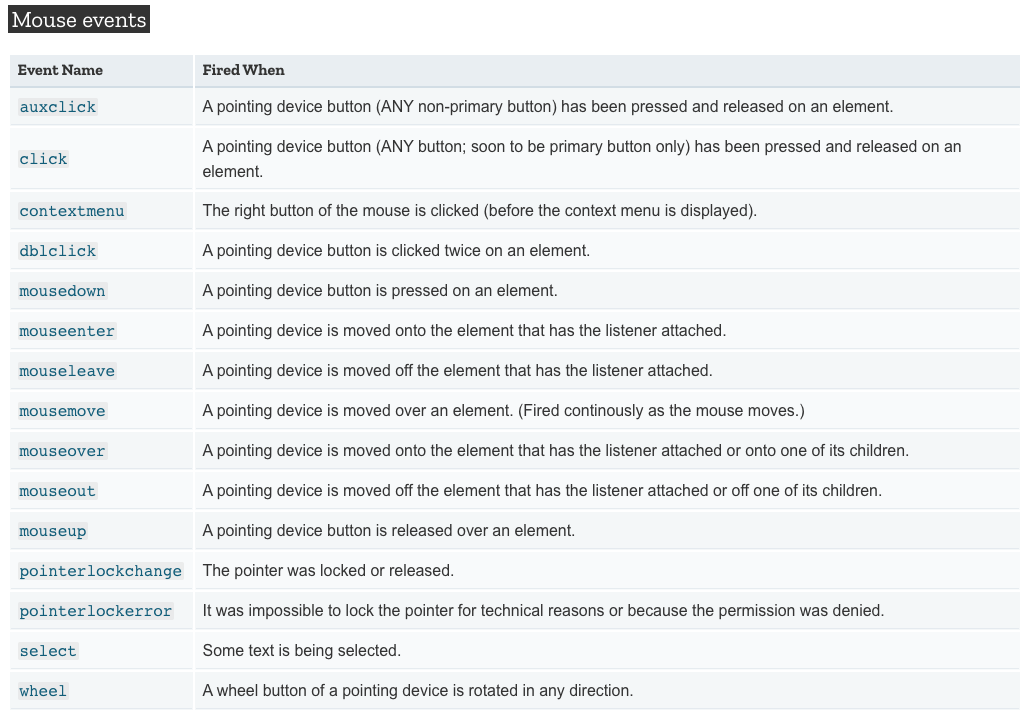 Mouse events
Event Name Fired When
auxclick A pointing device button (ANY non-primary button) has been pressed and released on an element.
click A pointing device button (ANY button; soon to be primary button only) has been pressed and released on an
element.
contextmenu The right button of the mouse is clicked (before the context menu is displayed).
dblclick A pointing device button is clicked twice on an element.
mousedown A pointing device button is pressed on an element.
mouseenter A pointing device is moved onto the element that has the listener attached.
mouseleave A pointing device is moved off the element that has the listener attached.
mousemove A pointing device is moved over an element. (Fired continously as the mouse moves.)
mouseover A pointing device is moved onto the element that has the listener attached or onto one of its children.
mouseout A pointing device is moved off the element that has the listener attached or off one of its children.
mouseup A pointing device button is released over an element.
pointerlockchange The pointer was locked or released.
pointerlockerror It was impossible to lock the pointer for technical reasons or because the permission was denied.
select Some text is being selected.
wheel A wheel button of a pointing device is rotated in any direction.